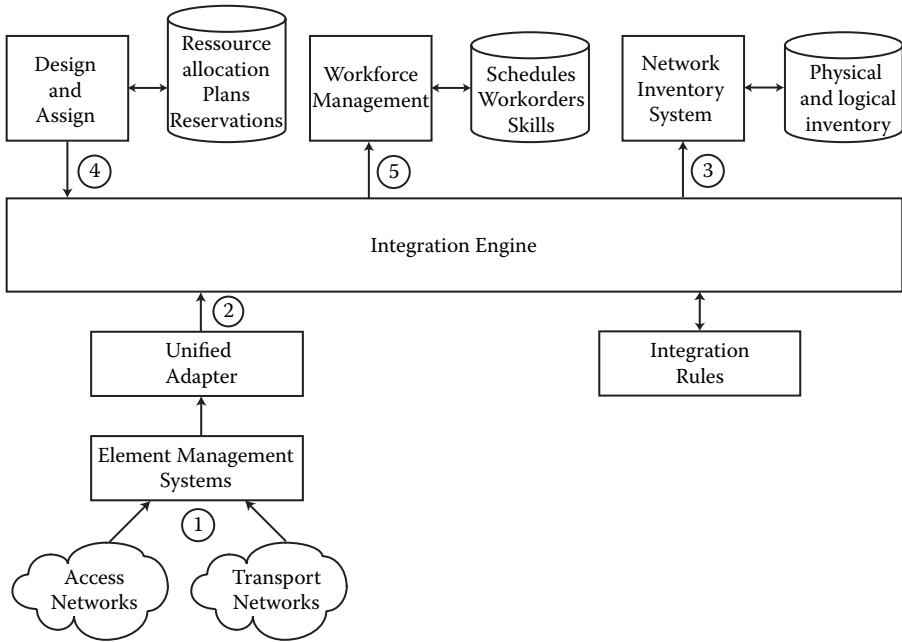 Design
and
Assign
Ressource
allocation
Plans
Reservations
Workforce
Management
Schedules
Workorders
Skills
Network
Inventory
System
Physical
and logical
inventory
4
5
3
Integration Engine
2
Unified
Adapter
Integration
Rules
Element Management
Systems
1
Access
Networks
Transport
Networks